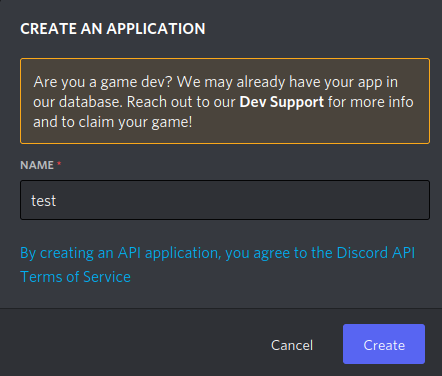 CREATE AN APPLICATION
Are you a game dev? We may already have your app in
our database. Reach out to our Dev Support for more info
and to claim your game!
NAME *
test
By creating an API application, you agree to the Discord API
Terms of Service
Cancel
Create